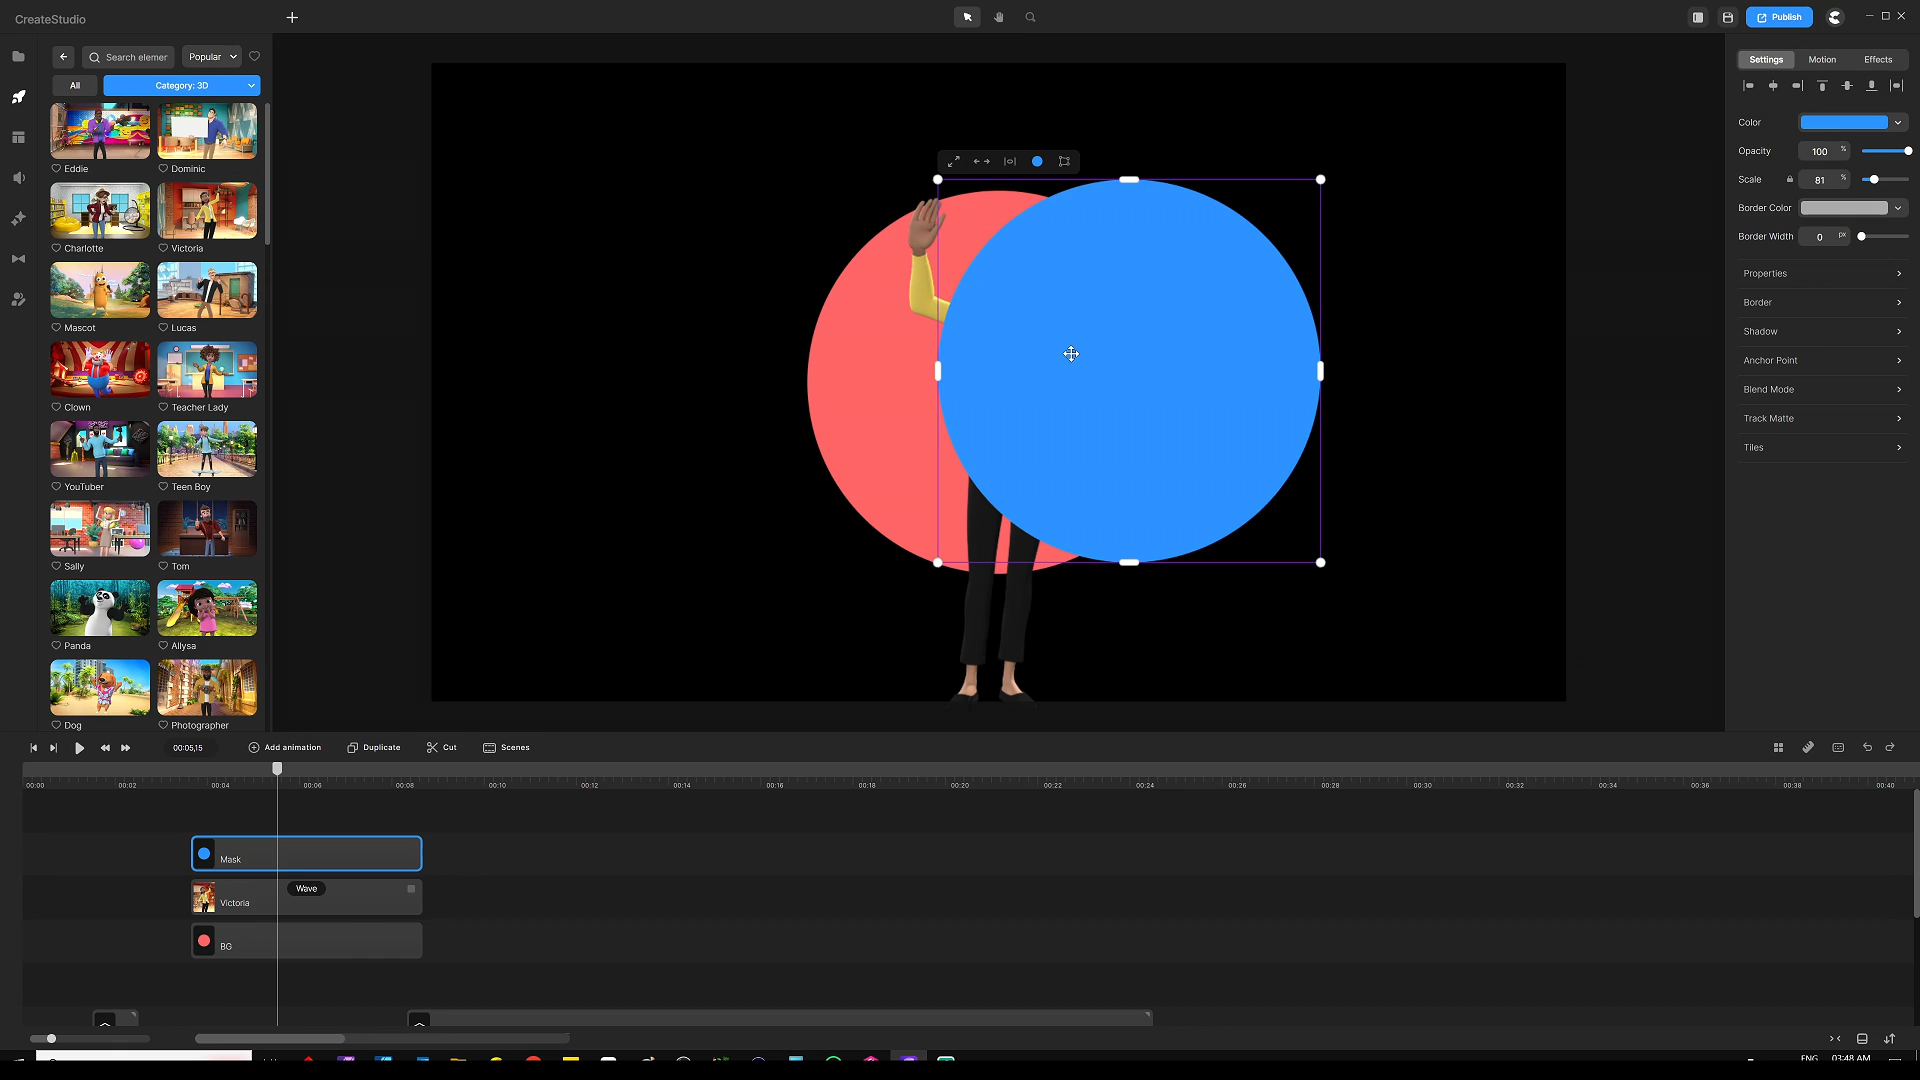 CreateStudio
Publish
Search elemer
Popular
All
Category: 3D
Eddie
Dominic
Charlotte
Victoria
Mascot
Lucas
Clown
Teacher Lady
YouTuber
Teen Boy
Sally
Tom
Panda
Allysa
Dog
Photographer
Settings
Motion
Effects
Color
Opacity
100 %
Scale
81 %
Border Color
Border Width
0 px
Properties
Border
Shadow
Anchor Point
Blend Mode
Track Matte
Tiles
00:05,15
Add animation
Duplicate
Cut
Scenes
00:00 00:02 00:04 00:06 00:08 00:10 00:12 00:14 00:16 00:18 00:20 00:22 00:24 00:26 00:28 00:30 00:32 00:34 00:36 00:38 00:40
Mask
Wave
Victoria
BG
ENG 03:48 AM